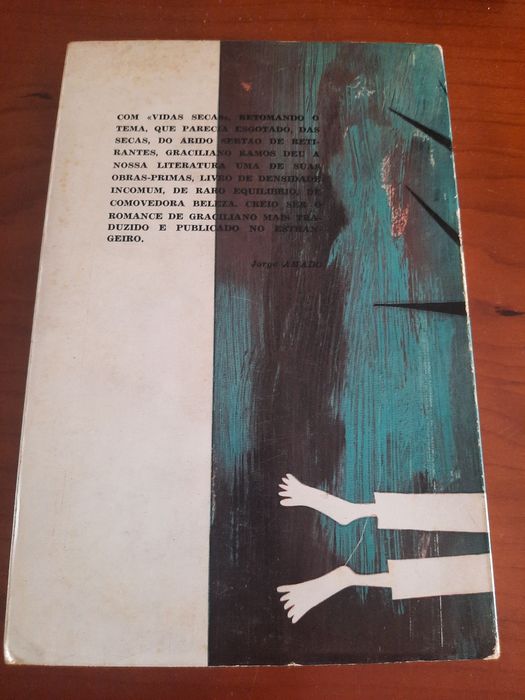 COM «VIDAS SECAS», RETOMANDO O
TEMA, QUE PARECIA ESGOTADO, DAS
SECAS, DO ÁRIDO SERTÃO DE RETI-
RANTES, GRACILIANO RAMOS DEU A
NOSSA LITERATURA UMA DE SUAS
OBRAS-PRIMAS, LIVRO DE DENSIDADE
INCOMUM, DE RARO EQUILÍBRIO, DE
COMOVEDORA BELEZA. CREIO SER O
ROMANCE DE GRACILIANO MAIS TRA-
DUZIDO E PUBLICADO NO ESTRAN-
GEIRO.
Jorge AMADO